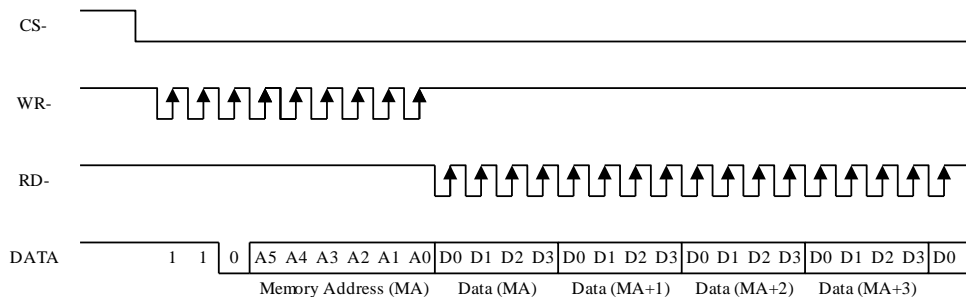 CS-
WR-
RD-
DATA 1 1 0 A5 A4 A3 A2 A1 A0 D0 D1 D2 D3 D0 D1 D2 D3 D0 D1 D2 D3 D0 D1 D2 D3 D0
Memory Address (MA) Data (MA) Data (MA+1) Data (MA+2) Data (MA+3)